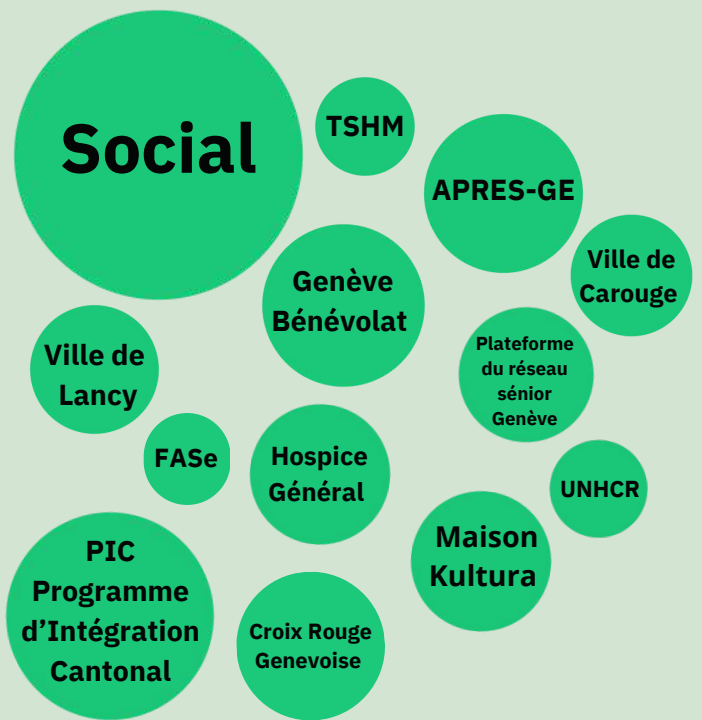 Social
TSHM
APRES-GE
Ville de
Carouge
Genève
Bénévolat
Plateforme
du réseau
sénior
Genève
Ville de
Lancy
FASe
Hospice
Général
UNHCR
Maison
Kultura
PIC
Programme
d'Intégration
Cantonal
Croix Rouge
Genevoise